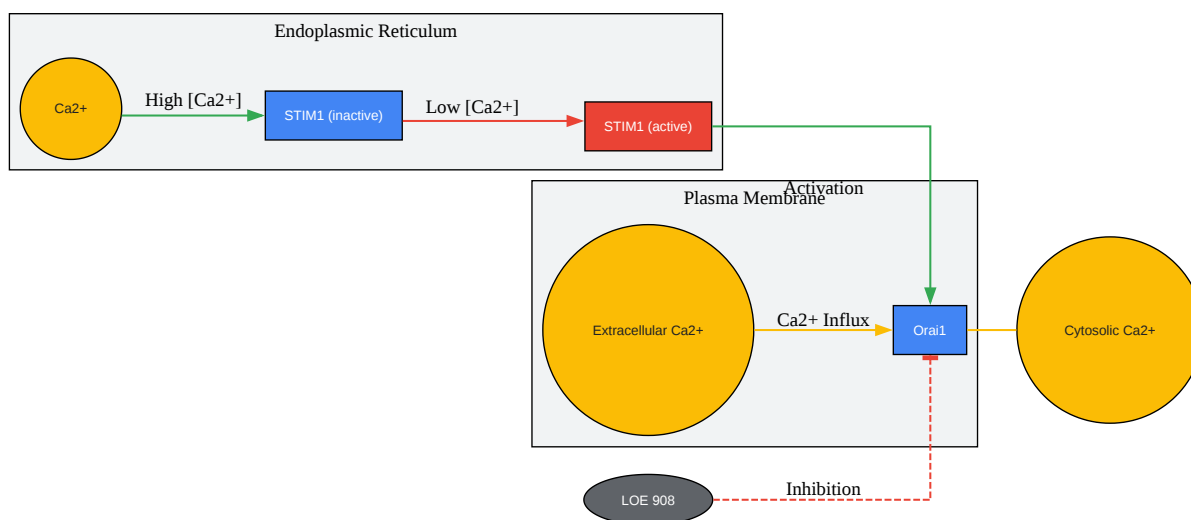 Endoplasmic Reticulum
Ca2+
High [Ca2+]
STIM1 (inactive)
Low [Ca2+]
STIM1 (active)
Activation
Plasma Membrane
Extracellular Ca2+
Ca2+ Influx
Orai1
Cytosolic Ca2+
LOE 908
Inhibition